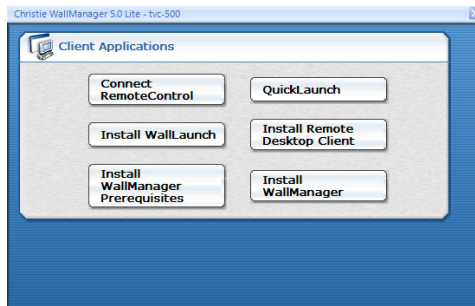 Christie WallManager 5.0 Lite - tvc-500
Client Applications
Connect
RemoteControl
QuickLaunch
Install WallLaunch
Install Remote
Desktop Client
Install
WallManager
Prerequisites
Install
WallManager